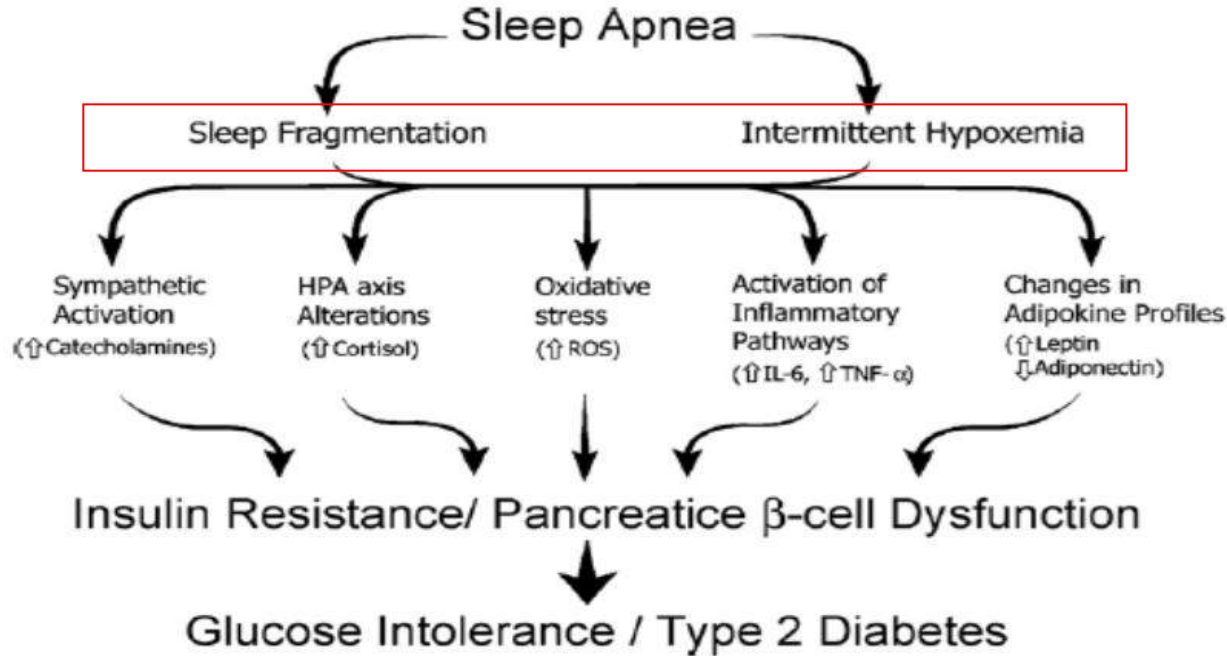 Sleep Apnea
Sleep Fragmentation
Intermittent Hypoxemia
Sympathetic
Activation
(⇧Catecholamines)
HPA axis
Alterations
(⇧Cortisol)
Oxidative
stress
(⇧ROS)
Activation of
Inflammatory
Pathways
(⇧IL-6, ⇧TNF-α)
Changes in
Adipokine Profiles
(⇧Leptin
⇩Adiponectin)
Insulin Resistance/ Pancreatice β-cell Dysfunction
Glucose Intolerance / Type 2 Diabetes